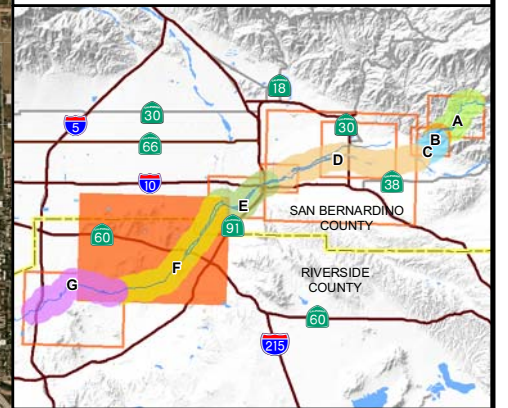 18
A
30
30
5
B
66
C
D
10
38
E
SAN BERNARDINO
COUNTY
91
60
F
RIVERSIDE
COUNTY
G
60
215